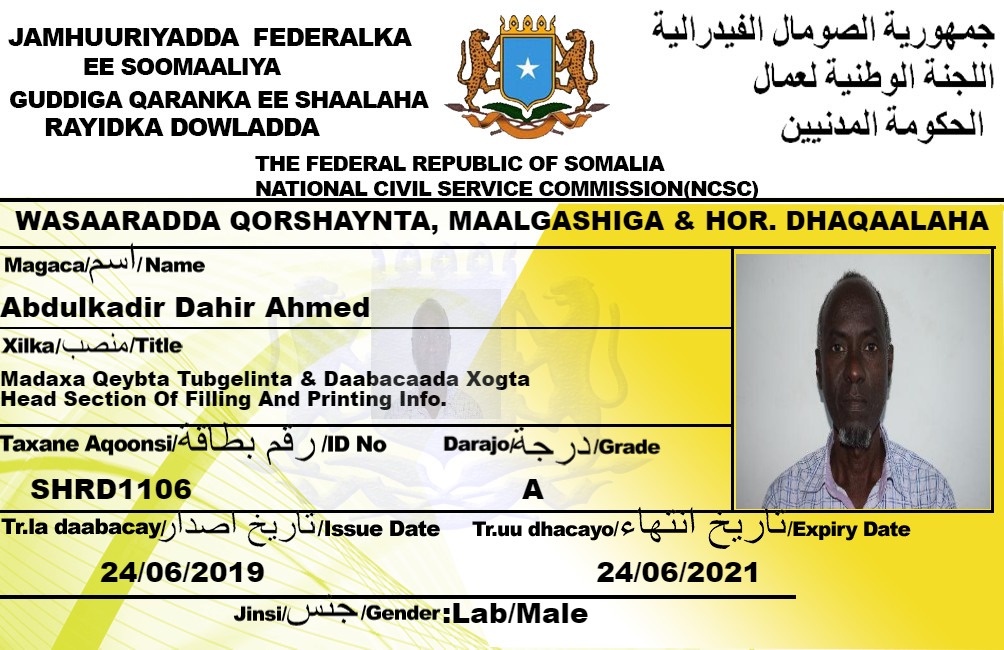 JAMHUURIYADDA FEDERALKA
EE SOOMAALIYA
GUDDIGA QARANKA EE SHAALAHA
RAYIDKA DOWLADDA
جمهورية الصومال الفيدرالية
اللجنة الوطنية لعمال
الحكومة المدنيين
THE FEDERAL REPUBLIC OF SOMALIA
NATIONAL CIVIL SERVICE COMMISSION(NCSC)
WASAARADDA QORSHAYNTA, MAALGASHIGA & HOR. DHAQAALAHA
Magaca/اسم/Name
Abdulkadir Dahir Ahmed
Xilka/منصب/Title
Madaxa Qeybta Tubgelinta & Daabacaada Xogta
Head Section Of Filling And Printing Info.
Taxane Aqoonsi/رقم بطاقة/ID No Darajo/درجة/Grade
SHRD1106 A
Tr.la daabacay/تاريخ اصدار/Issue Date Tr.uu dhacayo/تاريخ انتهاء/Expiry Date
24/06/2019 24/06/2021
Jinsi/جنس/Gender:Lab/Male